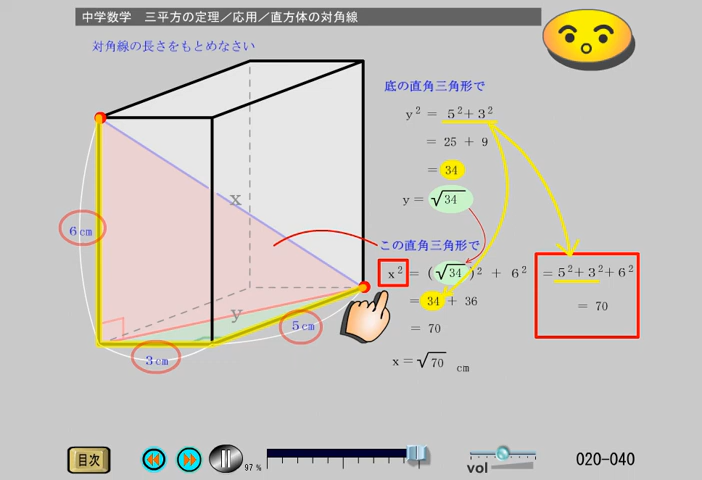 中学数学 三平方の定理／応用／直方体の対角線
対角線の長さをもとめなさい
底の直角三角形で
y² = 5²+ 3²
= 25 + 9
= 34
y = √34
この直角三角形で
x² = (√34)² + 6² = 5²+ 3²+ 6²
= 34 + 36 = 70
= 70
x = √70 cm
x
y
6cm
5cm
3cm
目次
97 %
vol
020-040